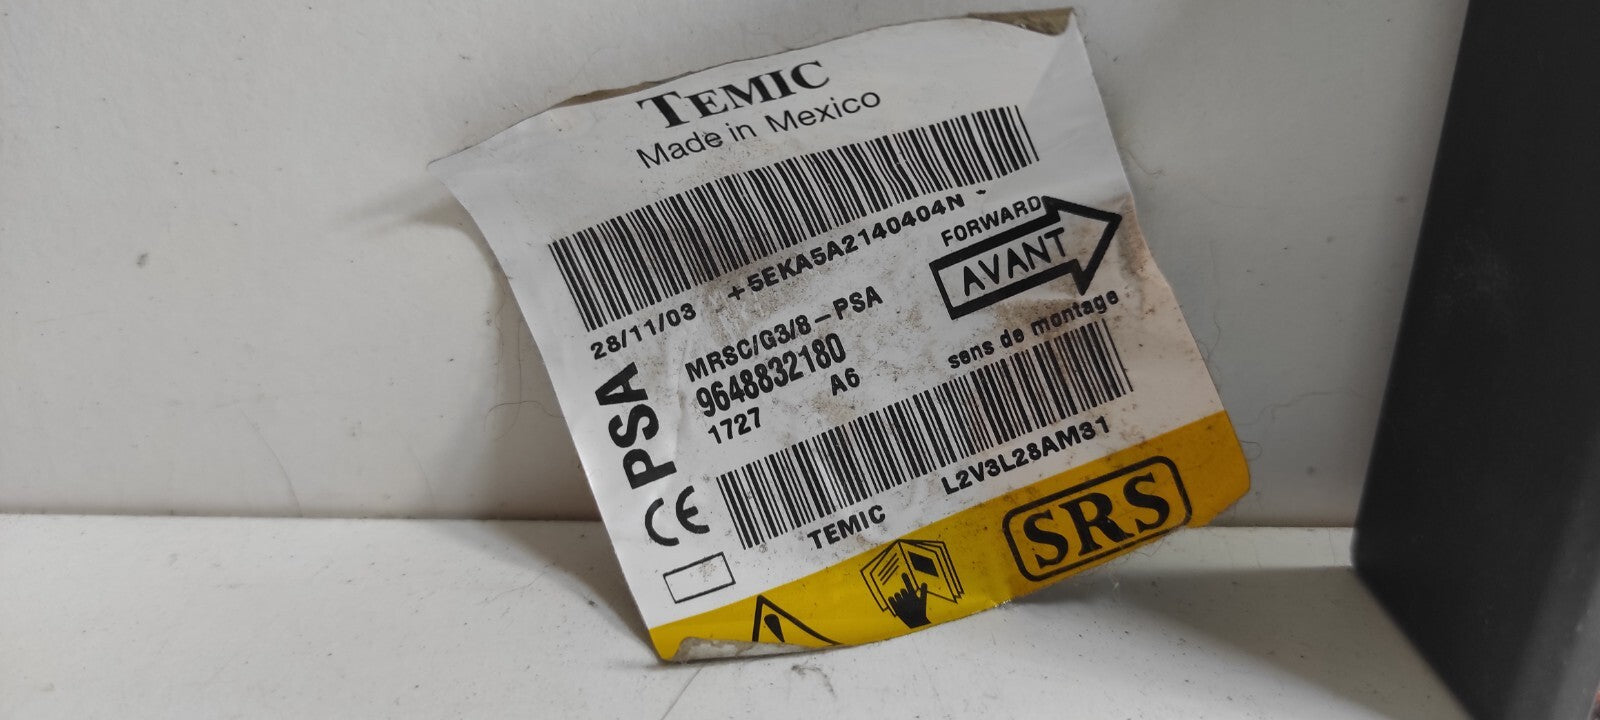 TEMIC
Made in Mexico
28/11/03 +5EKA5A2140404N
FORWARD
AVANT
sens de montage
PSA
MRSC/G3/8-PSA
9648832180
1727 A6
CE
TEMIC L2V3L28AM31
SRS